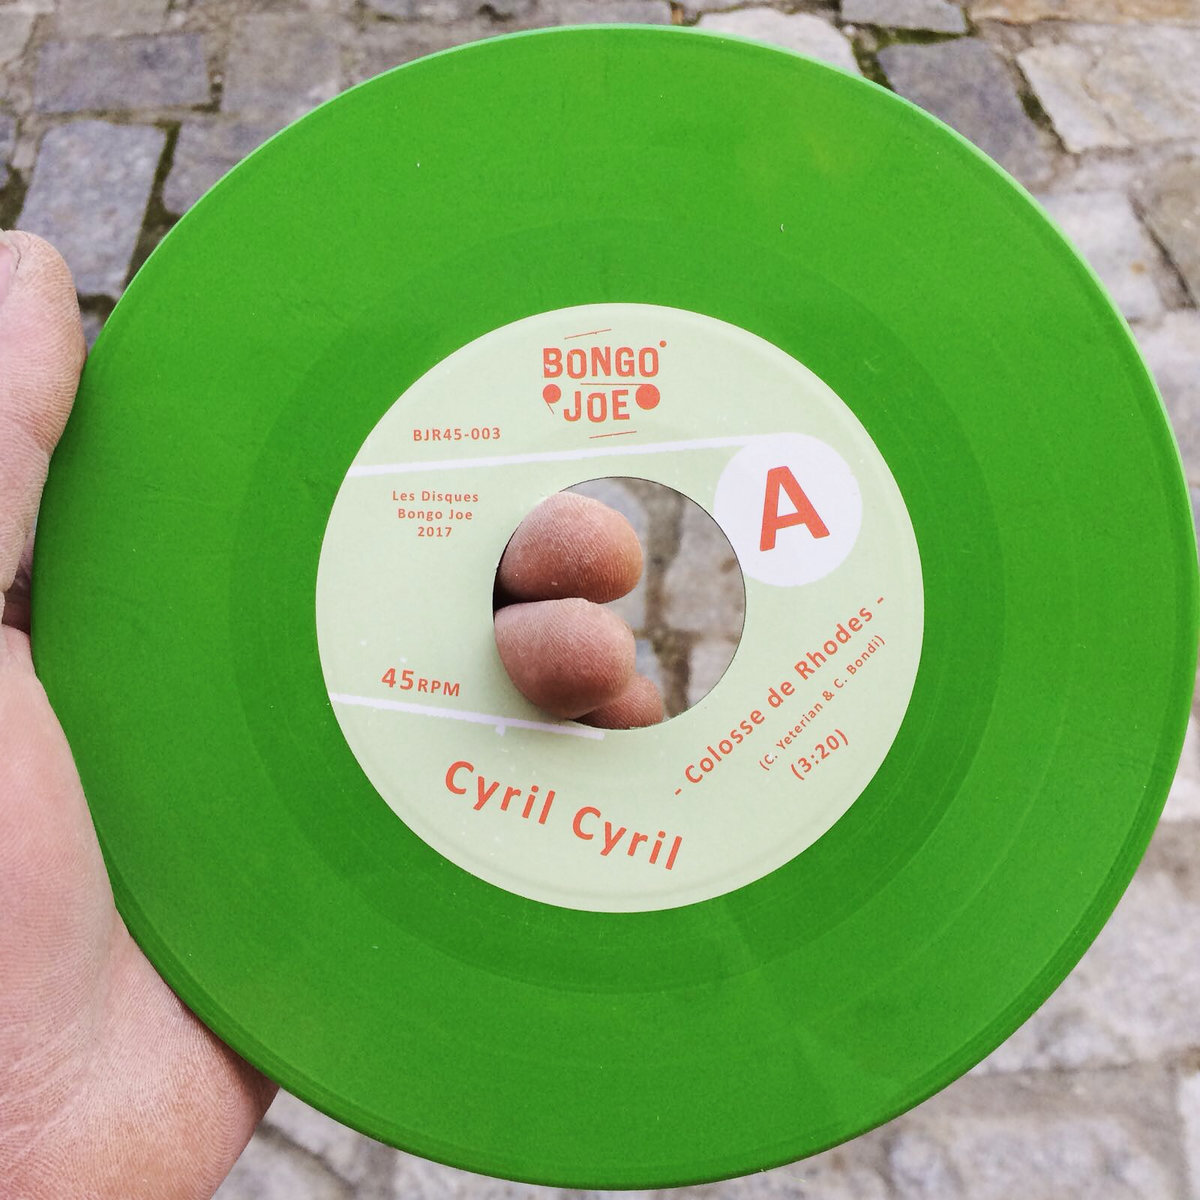 BONGO
JOE
BJR45-003
Les Disques
Bongo Joe
2017
A
45RPM
- Colosse de Rhodes -
(C. Yeterian & C. Bondi)
(3:20)
Cyril Cyril